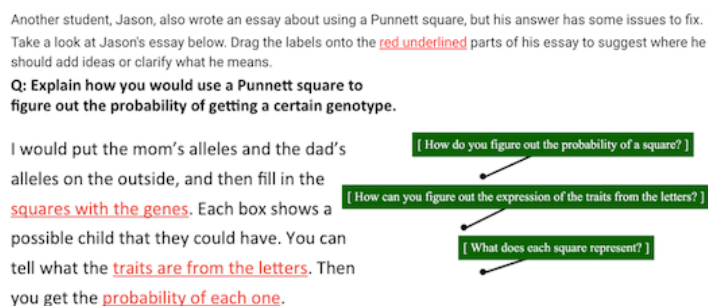 Another student, Jason, also wrote an essay about using a Punnett square, but his answer has some issues to fix.
Take a look at Jason's essay below. Drag the labels onto the red underlined parts of his essay to suggest where he
should add ideas or clarify what he means.
Q: Explain how you would use a Punnett square to
figure out the probability of getting a certain genotype.
I would put the mom's alleles and the dad's
alleles on the outside, and then fill in the
squares with the genes. Each box shows a
possible child that they could have. You can
tell what the traits are from the letters. Then
you get the probability of each one.
[ How do you figure out the probability of a square? ]
[ How can you figure out the expression of the traits from the letters? ]
[ What does each square represent? ]